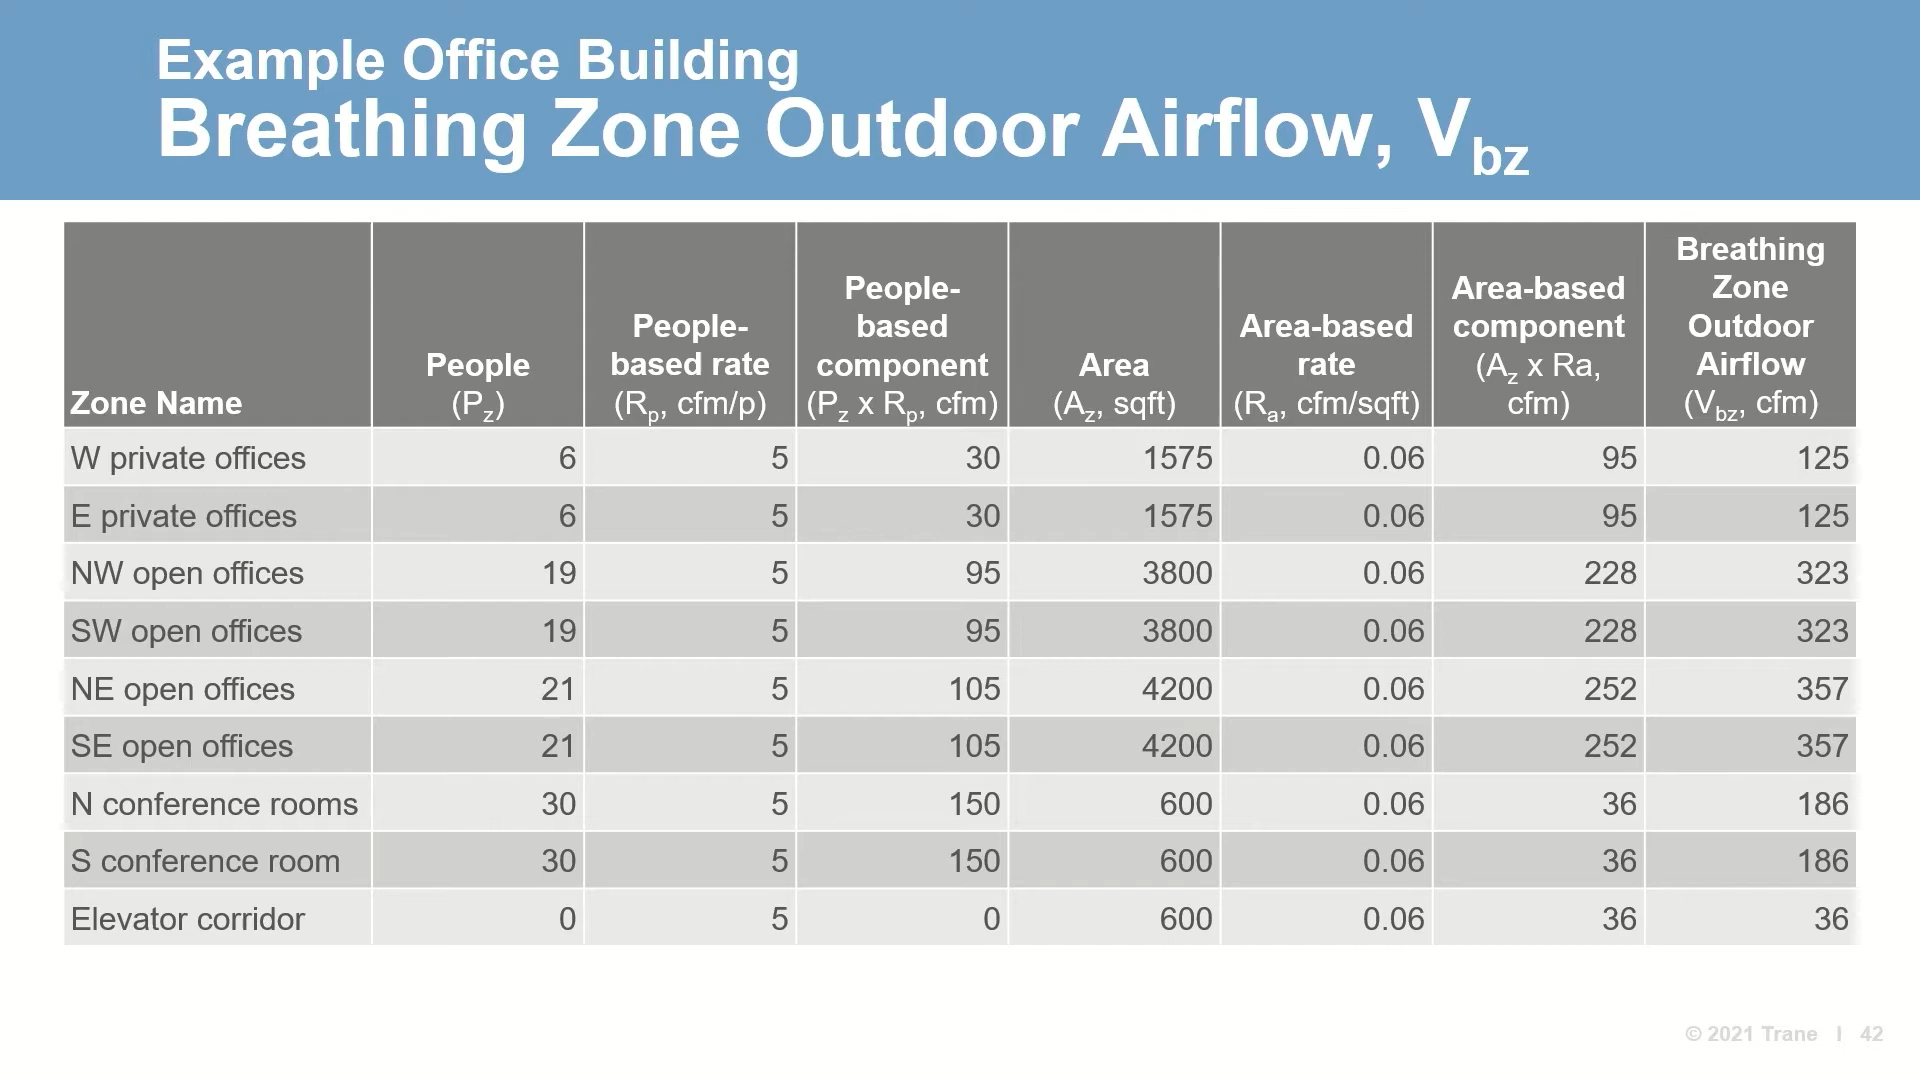 Example Office Building
Breathing Zone Outdoor Airflow, Vbz
Zone Name
People
(Pz)
People-
based rate
(Rp, cfm/p)
People-
based
component
(Pz x Rp, cfm)
Area
(Az, sqft)
Area-based
rate
(Ra, cfm/sqft)
Area-based
component
(Az x Ra,
cfm)
Breathing
Zone
Outdoor
Airflow
(Vbz, cfm)
W private offices 6 5 30 1575 0.06 95 125
E private offices 6 5 30 1575 0.06 95 125
NW open offices 19 5 95 3800 0.06 228 323
SW open offices 19 5 95 3800 0.06 228 323
NE open offices 21 5 105 4200 0.06 252 357
SE open offices 21 5 105 4200 0.06 252 357
N conference rooms 30 5 150 600 0.06 36 186
S conference room 30 5 150 600 0.06 36 186
Elevator corridor 0 5 0 600 0.06 36 36
© 2021 Trane | 42